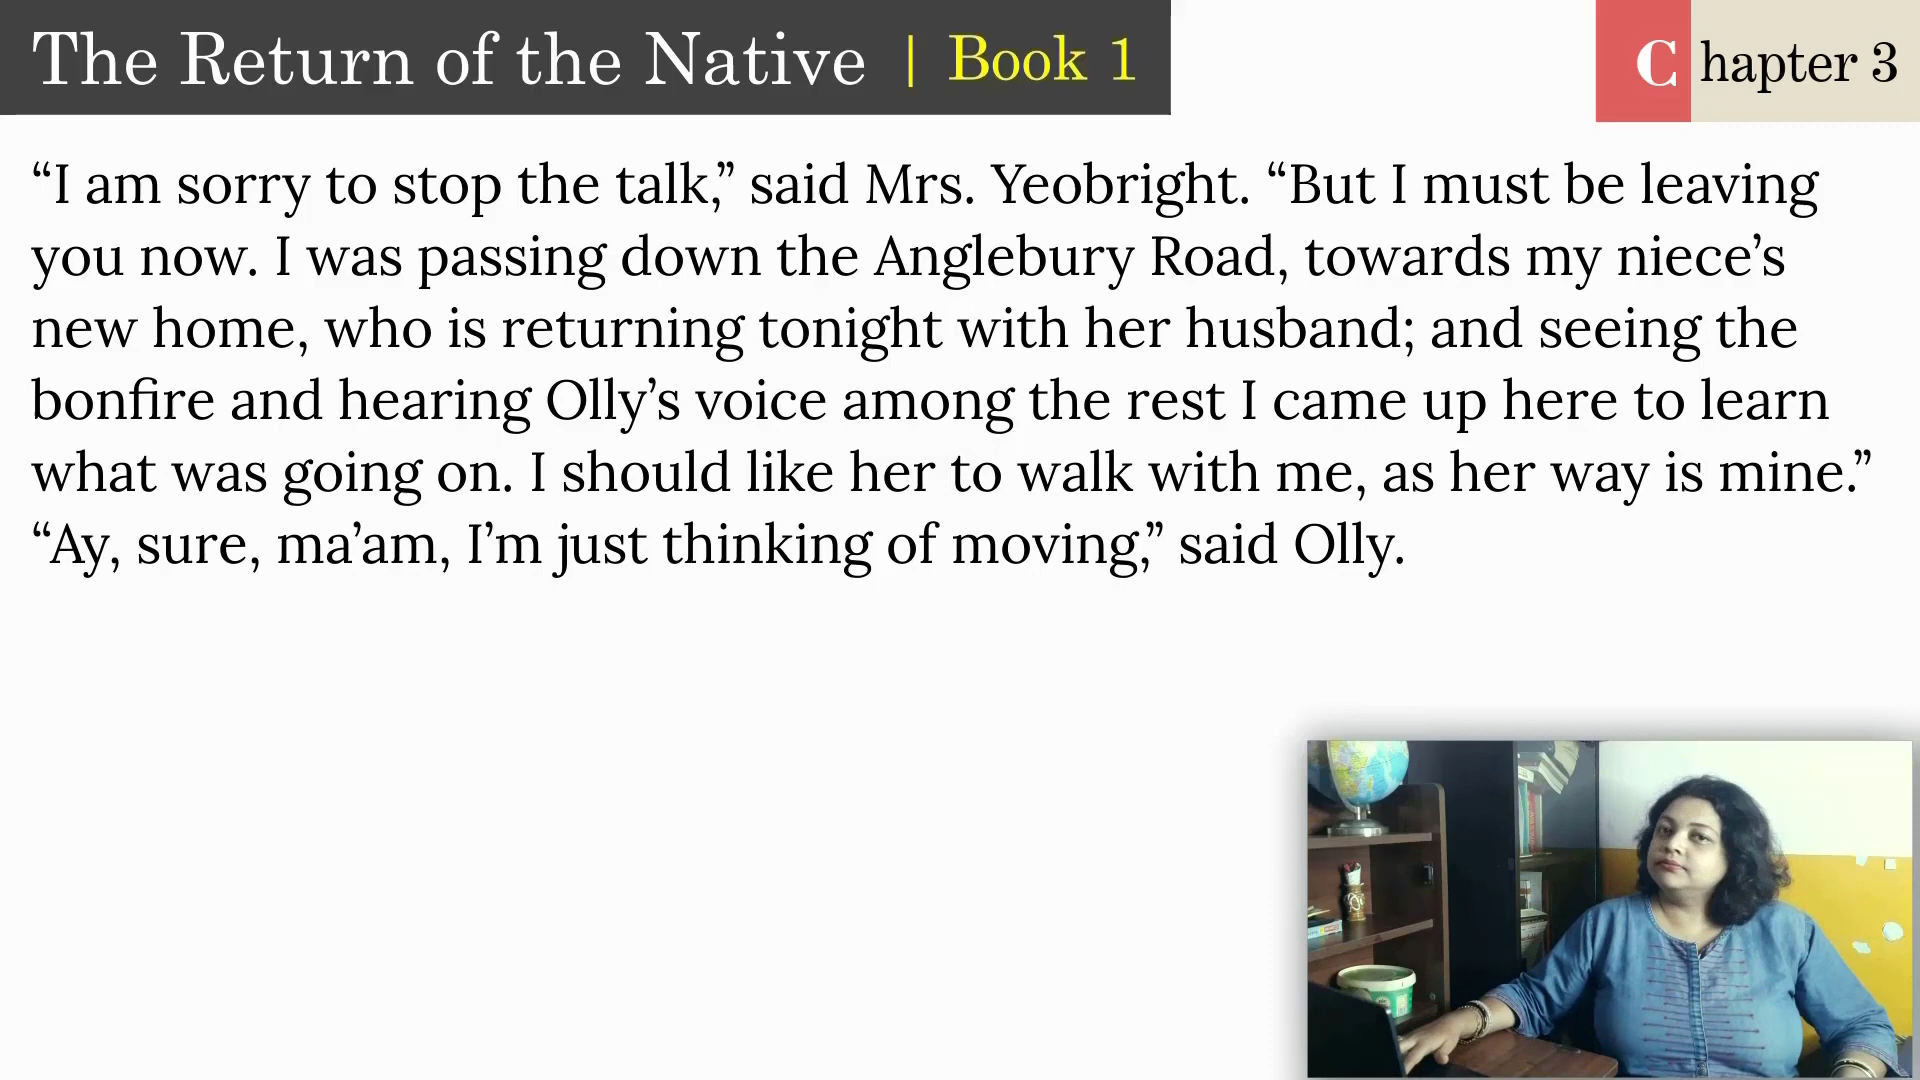 The Return of the Native | Book 1
Chapter 3
“I am sorry to stop the talk,” said Mrs. Yeobright. “But I must be leaving
you now. I was passing down the Anglebury Road, towards my niece’s
new home, who is returning tonight with her husband; and seeing the
bonfire and hearing Olly’s voice among the rest I came up here to learn
what was going on. I should like her to walk with me, as her way is mine.”
“Ay, sure, ma’am, I’m just thinking of moving,” said Olly.